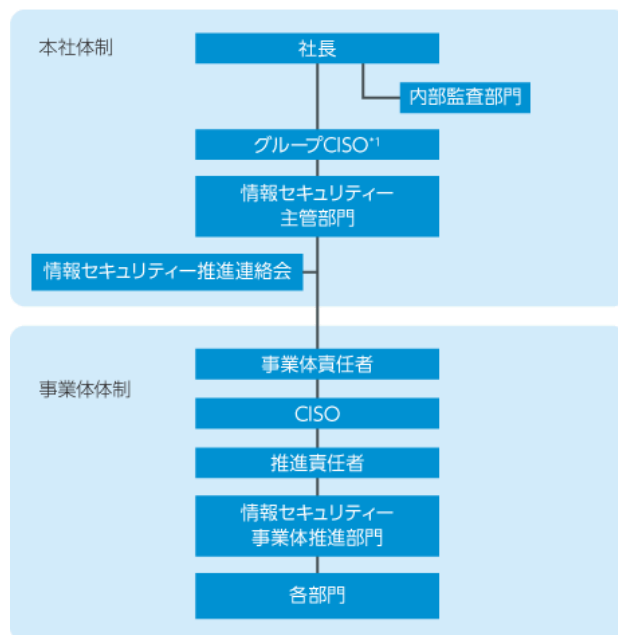 本社体制
社長
内部監査部門
グループCISO*1
情報セキュリティー
主管部門
情報セキュリティー推進連絡会
事業体体制
事業体責任者
CISO
推進責任者
情報セキュリティー
事業体推進部門
各部門